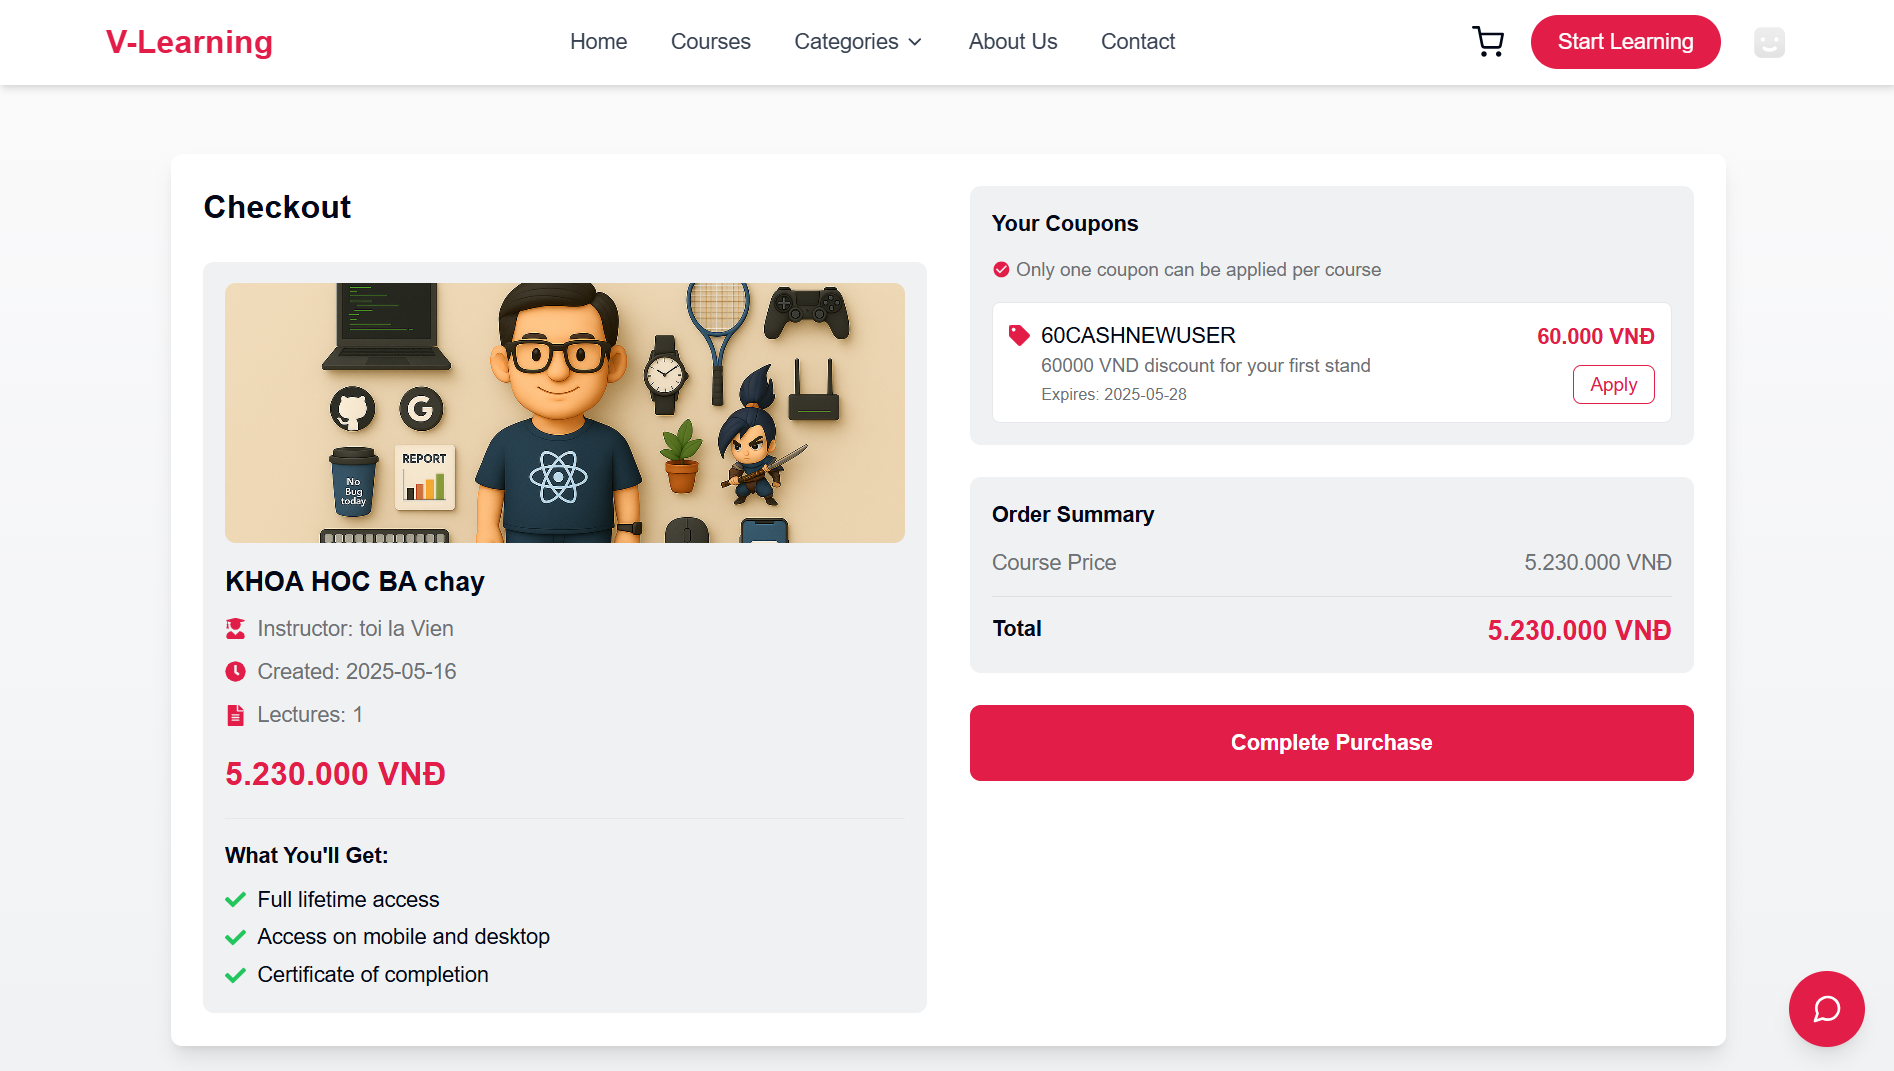 V-Learning
Home
Courses
Categories
About Us
Contact
Start Learning
Checkout
No
Bug
today
REPORT
KHOA HOC BA chay
Instructor: toi la Vien
Created: 2025-05-16
Lectures: 1
5.230.000 VNĐ
What You'll Get:
Full lifetime access
Access on mobile and desktop
Certificate of completion
Your Coupons
Only one coupon can be applied per course
60CASHNEWUSER
60.000 VNĐ
60000 VND discount for your first stand
Expires: 2025-05-28
Apply
Order Summary
Course Price
5.230.000 VNĐ
Total
5.230.000 VNĐ
Complete Purchase